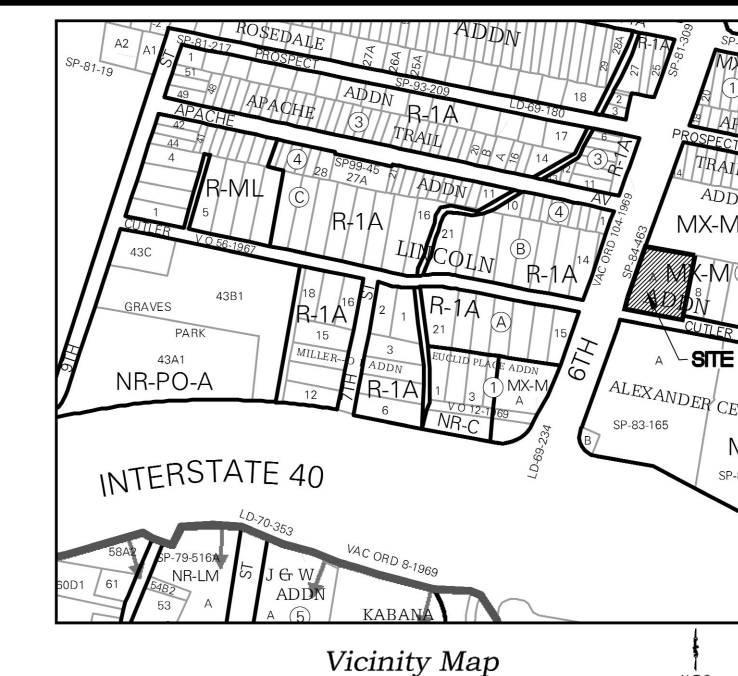 ROSEDALE
ADDN
SP-81-309
A2
A1
SP-81-217
1
PROSPECT
27A
26A
25A
29
28A
R-1A
27
25
SP-81-19
ST
51
49
48
SP-93-209
LD-69-180
18
2
3
ADDN
APACHE
R-1A
3
TRAIL
17
6
APACHE
42
41
44
4
4
28
SP99-45
27A
20
B
A
16
14
12
11
3
R-1A
PROSPECT
TRAIL
ADDN
MX-M
R-ML
C
ADDN
11
10
AV
4
1
1
5
R-1A
16
21
LINCOLN
B
14
R-1A
VAC ORD 104-1969
SP-84-463
CUTLER
V O 56-1967
43C
43B1
GRAVES
PARK
43A1
NR-PO-A
9TH
18
16
R-1A
15
MILLER--O
ADDN
12
7TH
ST
2
1
3
R-1A
6
R-1A
21
A
15
EUCLID PLACE ADDN
1
3
1
MX-M
A
V O 12-1969
NR-C
6TH
LD-69-234
A
MX-M
8
ADDN
CUTLER
SITE
A
ALEXANDER CE
SP-83-165
B
INTERSTATE 40
LD-70-353
VAC ORD 8-1969
58A2
SP-79-516A
NR-LM
60D1
61
54B2
53
A
ST
J G W
ADDN
A
5
KABANA
Vicinity Map